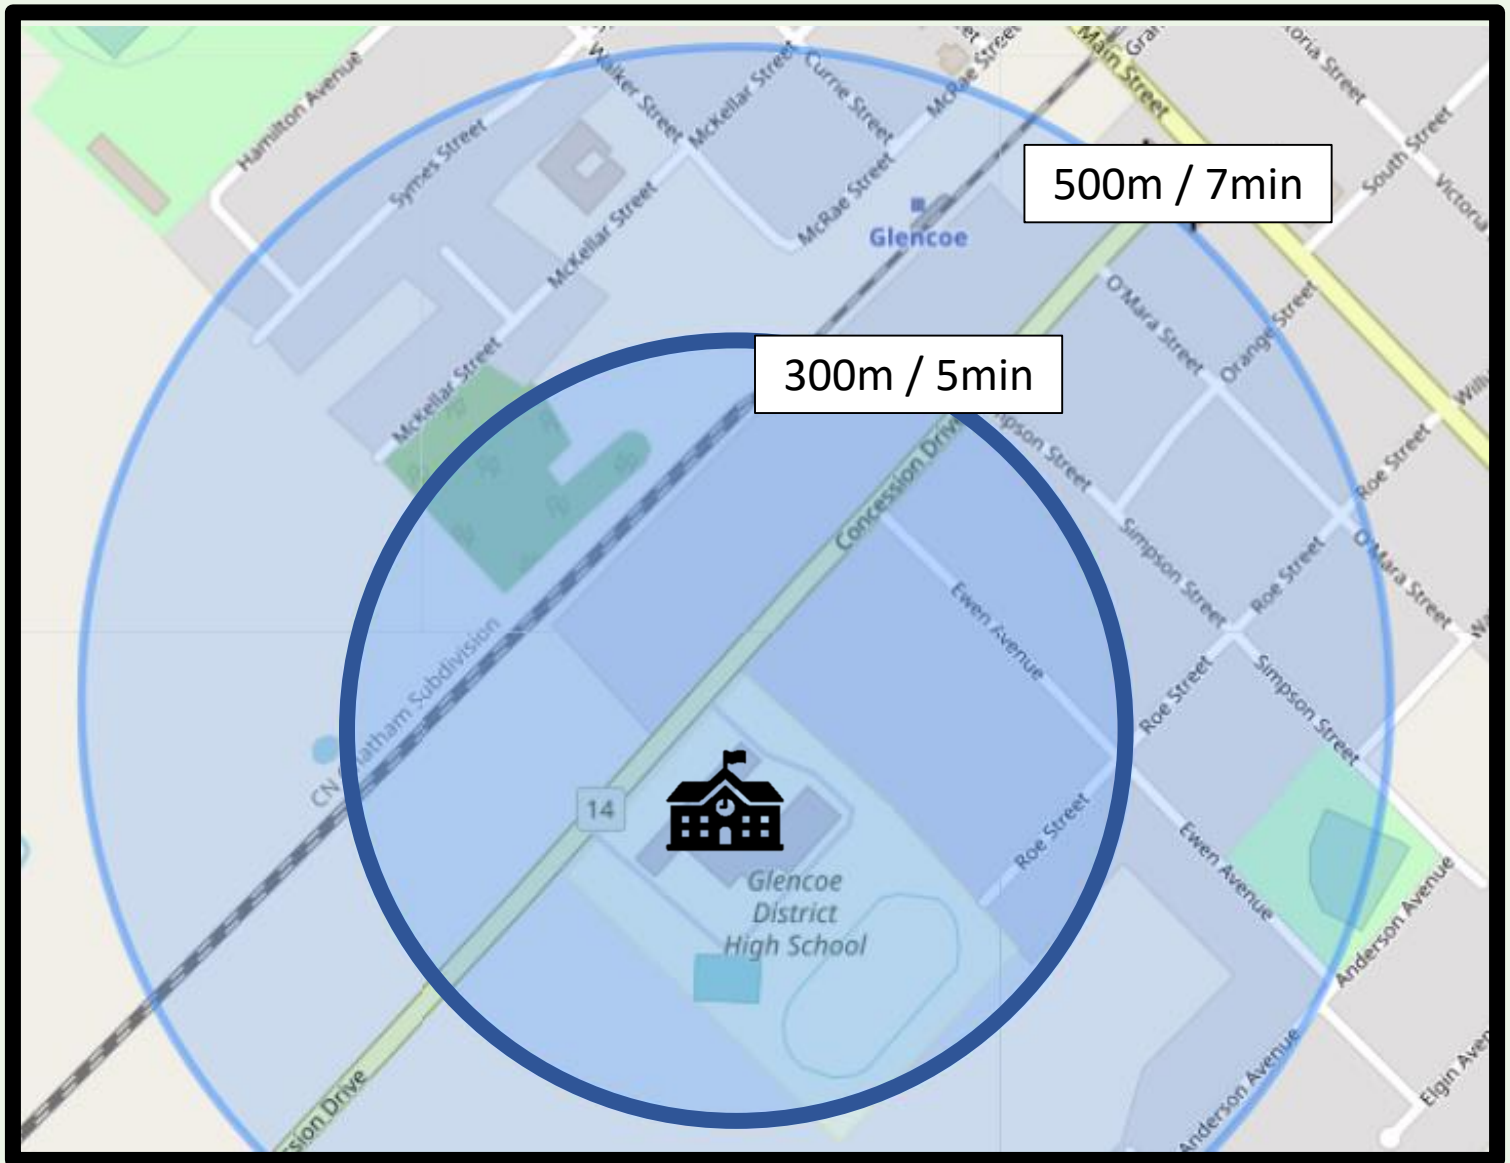 Hamilton Avenue
Symes Street
Walker Street
McKellar Street
Currie Street
McRae Street
Main Street
South Street
McKellar Street
McRae Street
Glencoe
500m / 7min
O'Mara Street
Orange Street
McKellar Street
300m / 5min
Concession Drive
Simpson Street
Roe Street
O'Mara Street
Ewen Avenue
Roe Street
CN Chatham Subdivision
Roe Street
Simpson Street
14
Roe Street
Ewen Avenue
Glencoe
District
High School
Anderson Avenue
Anderson Avenue